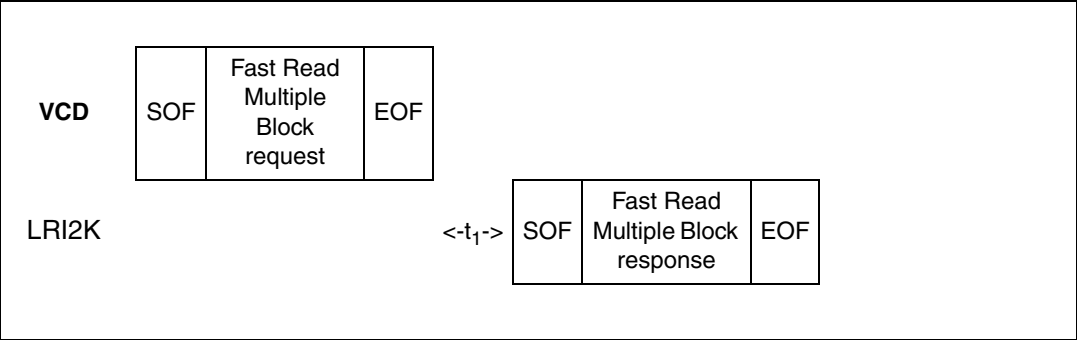 VCD
SOF
Fast Read
Multiple
Block
request
EOF
LRI2K
<-t1->
SOF
Fast Read
Multiple Block
response
EOF